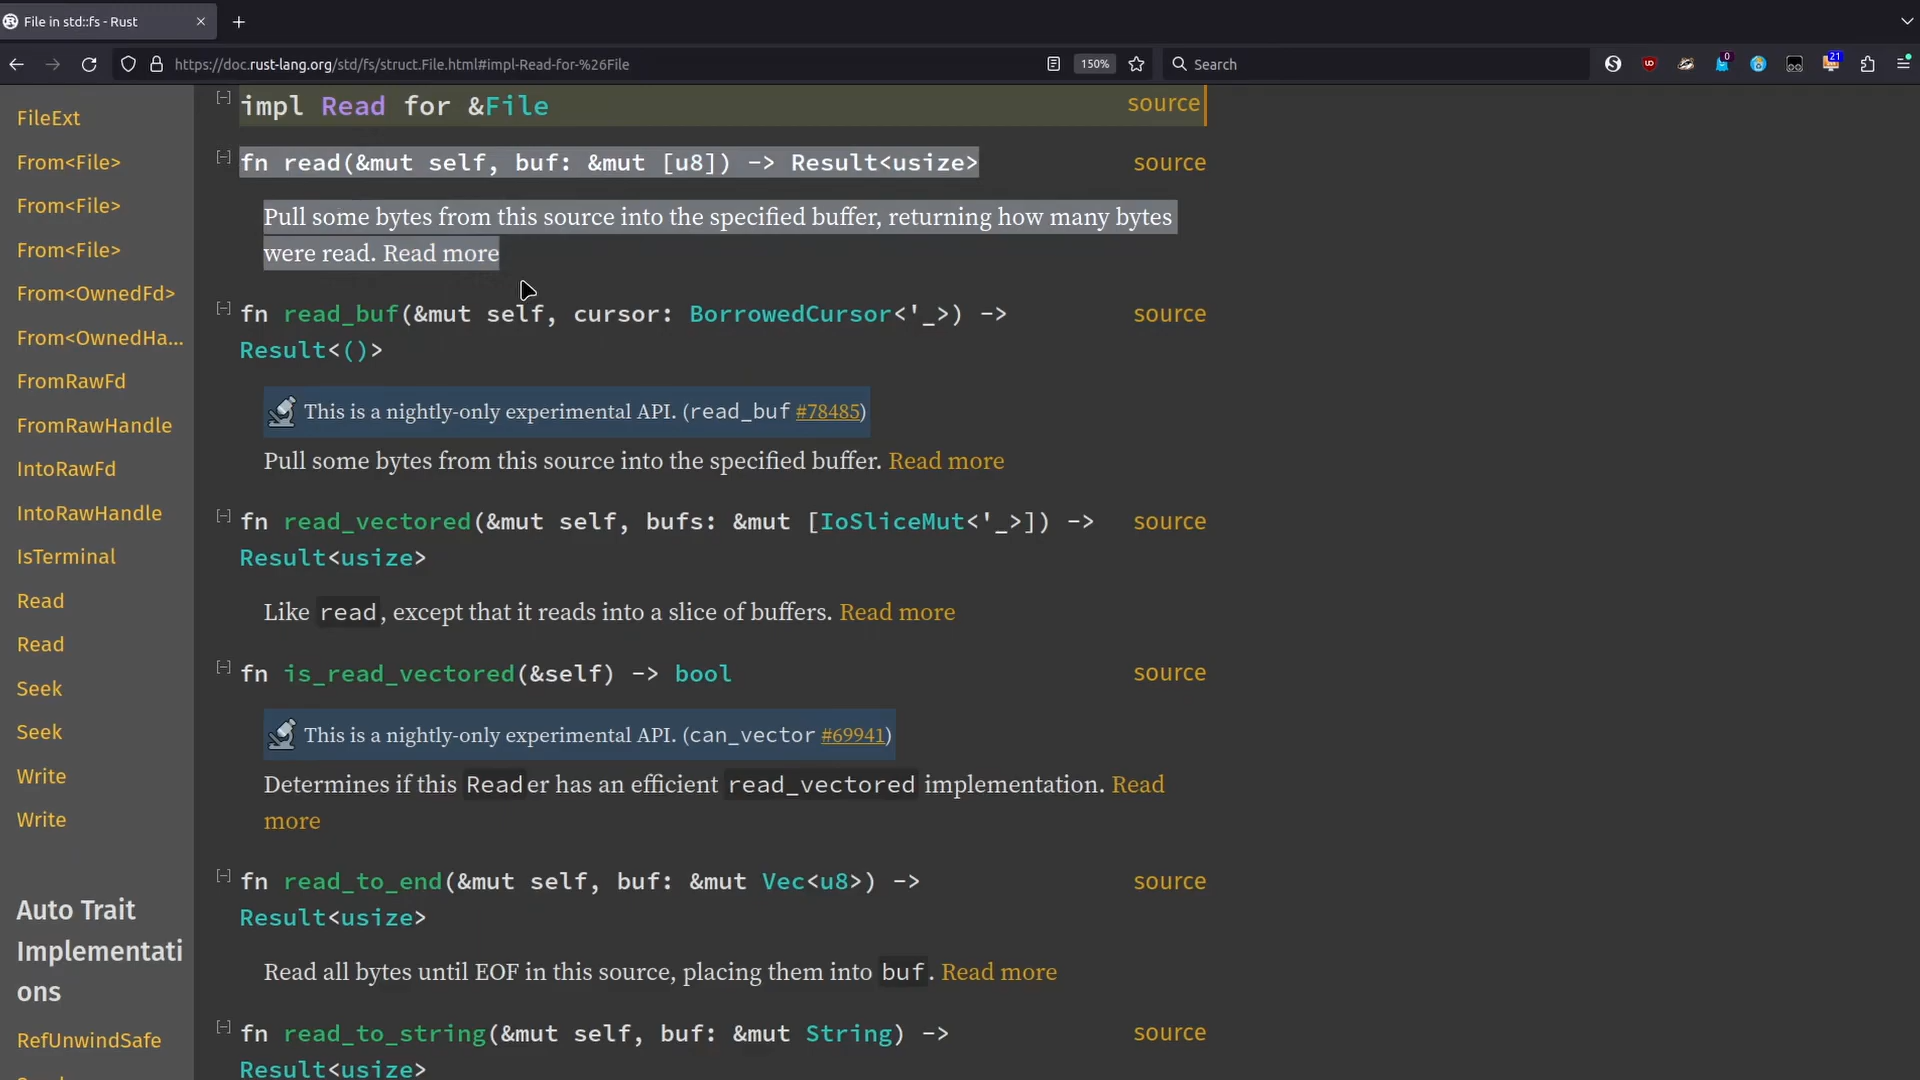 File in std::fs - Rust
https://doc.rust-lang.org/std/fs/struct.File.html#impl-Read-for-%26File
150%
Search
0
21
FileExt
From<File>
From<File>
From<File>
From<OwnedFd>
From<OwnedHa...
FromRawFd
FromRawHandle
IntoRawFd
IntoRawHandle
IsTerminal
Read
Read
Seek
Seek
Write
Write
Auto Trait
Implementati
ons
RefUnwindSafe
[-] impl Read for &File source
[-] fn read(&mut self, buf: &mut [u8]) -> Result<usize> source
Pull some bytes from this source into the specified buffer, returning how many bytes
were read. Read more
[-] fn read_buf(&mut self, cursor: BorrowedCursor<'_>) -> source
Result<()>
This is a nightly-only experimental API. (read_buf #78485)
Pull some bytes from this source into the specified buffer. Read more
[-] fn read_vectored(&mut self, bufs: &mut [IoSliceMut<'_>]) -> source
Result<usize>
Like read, except that it reads into a slice of buffers. Read more
[-] fn is_read_vectored(&self) -> bool source
This is a nightly-only experimental API. (can_vector #69941)
Determines if this Reader has an efficient read_vectored implementation. Read
more
[-] fn read_to_end(&mut self, buf: &mut Vec<u8>) -> source
Result<usize>
Read all bytes until EOF in this source, placing them into buf. Read more
[-] fn read_to_string(&mut self, buf: &mut String) -> source
Result<usize>